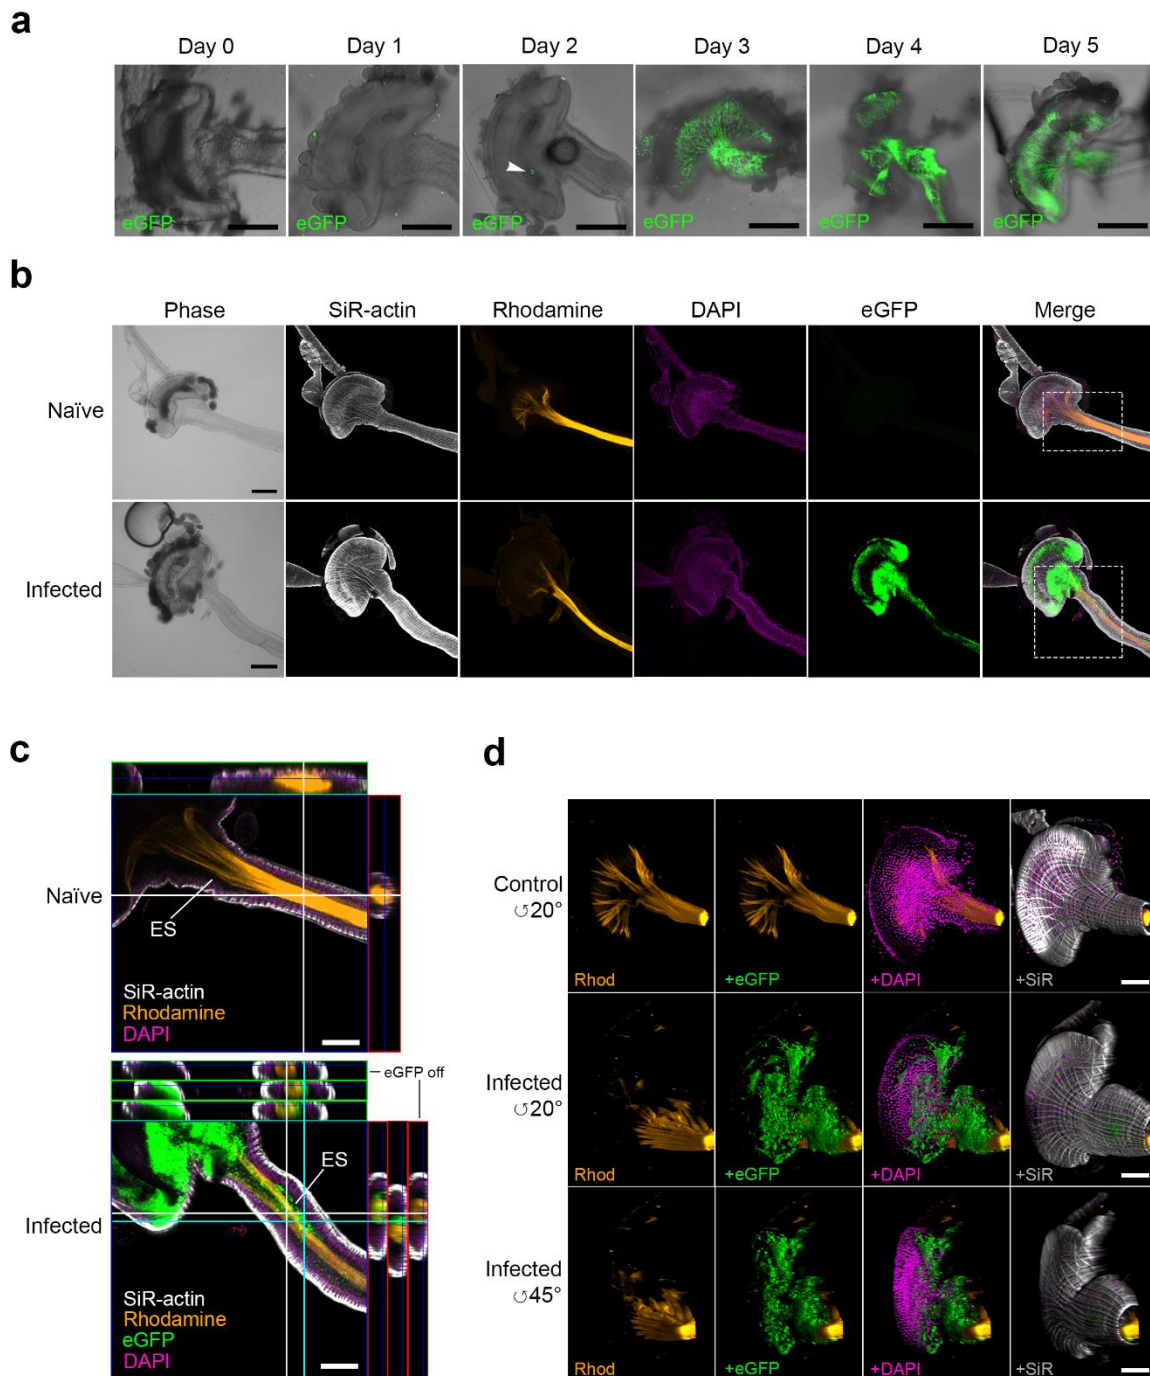 a
Day 0 Day 1 Day 2 Day 3 Day 4 Day 5
eGFP eGFP eGFP eGFP eGFP eGFP
b
Phase SiR-actin Rhodamine DAPI eGFP Merge
Naïve
Infected
c
Naïve
ES
SiR-actin
Rhodamine
DAPI
eGFP off
ES
Infected
SiR-actin
Rhodamine
eGFP
DAPI
d
Control
↺20°
Rhod +eGFP +DAPI +SiR
Infected
↺20°
Rhod +eGFP +DAPI +SiR
Infected
↺45°
Rhod +eGFP +DAPI +SiR